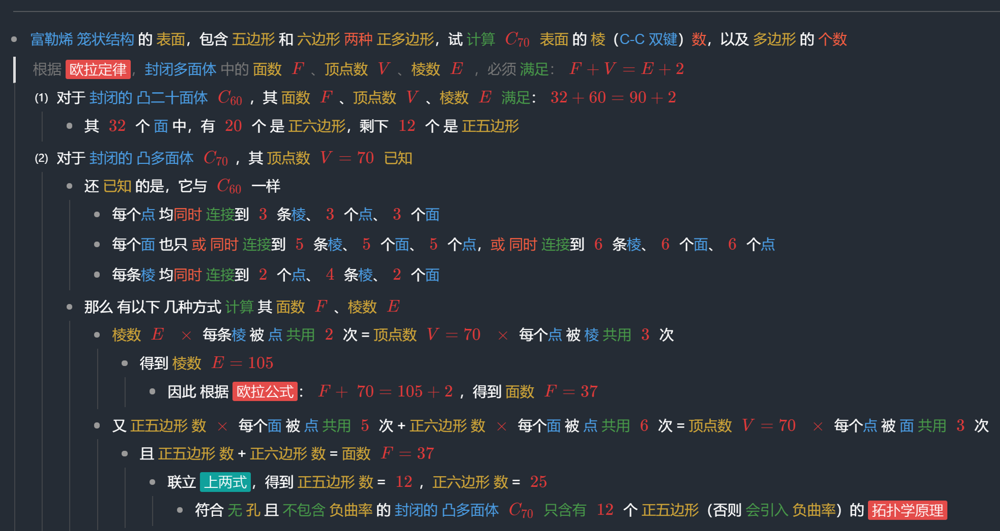 富勒烯 笼状结构 的 表面，包含 五边形 和 六边形 两种 正多边形，试 计算 C₇₀ 表面 的 棱（C-C 双键）数，以及 多边形 的 个数
根据 欧拉定律，封闭多面体 中的 面数 F 、顶点数 V 、棱数 E ，必须 满足： F + V = E + 2
(1) 对于 封闭的 凸二十面体 C₆₀ ，其 面数 F 、顶点数 V 、棱数 E 满足： 32 + 60 = 90 + 2
其 32 个 面 中，有 20 个 是 正六边形，剩下 12 个 是 正五边形
(2) 对于 封闭的 凸多面体 C₇₀ ，其 顶点数 V = 70 已知
还 已知 的是，它与 C₆₀ 一样
每个点 均同时 连接到 3 条棱、 3 个点、 3 个面
每个面 也只 或 同时 连接到 5 条棱、 5 个面、 5 个点，或 同时 连接到 6 条棱、 6 个面、 6 个点
每条棱 均同时 连接到 2 个点、 4 条棱、 2 个面
那么 有以下 几种方式 计算 其 面数 F 、棱数 E
棱数 E × 每条棱 被 点 共用 2 次 = 顶点数 V = 70 × 每个点 被 棱 共用 3 次
得到 棱数 E = 105
因此 根据 欧拉公式： F + 70 = 105 + 2 ，得到 面数 F = 37
又 正五边形 数 × 每个面 被 点 共用 5 次 + 正六边形 数 × 每个面 被 点 共用 6 次 = 顶点数 V = 70 × 每个点 被 面 共用 3 次
且 正五边形 数 + 正六边形 数 = 面数 F = 37
联立 上两式，得到 正五边形 数 = 12 ，正六边形 数 = 25
符合 无 孔 且 不包含 负曲率 的 封闭的 凸多面体 C₇₀ 只含有 12 个 正五边形（否则 会引入 负曲率）的 拓扑学原理